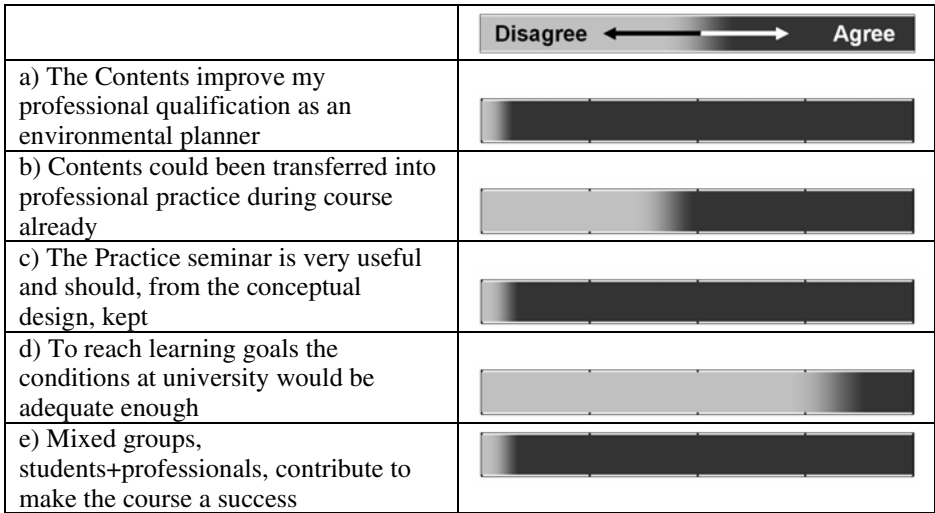 Disagree Agree
a) The Contents improve my
professional qualification as an
environmental planner
b) Contents could been transferred into
professional practice during course
already
c) The Practice seminar is very useful
and should, from the conceptual
design, kept
d) To reach learning goals the
conditions at university would be
adequate enough
e) Mixed groups,
students+professionals, contribute to
make the course a success